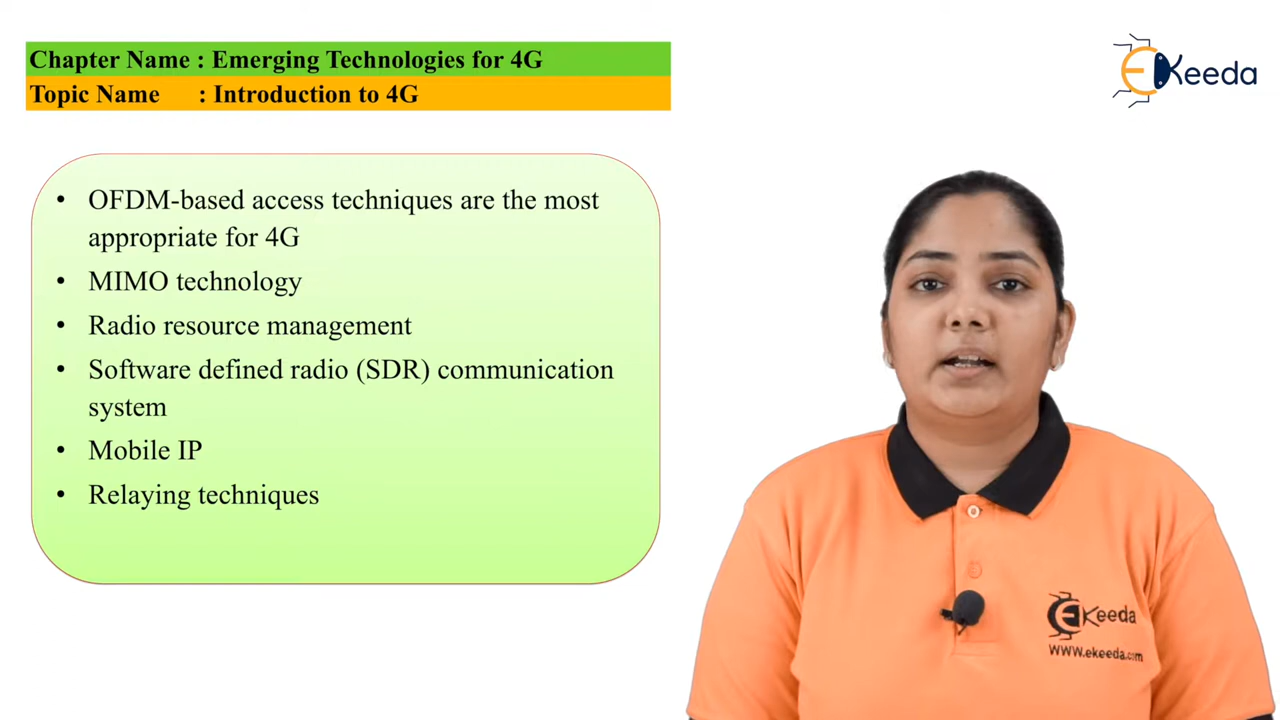 Chapter Name : Emerging Technologies for 4G
Topic Name : Introduction to 4G
EKeeda
• OFDM-based access techniques are the most
appropriate for 4G
• MIMO technology
• Radio resource management
• Software defined radio (SDR) communication
system
• Mobile IP
• Relaying techniques
EKeeda
www.ekeeda.com